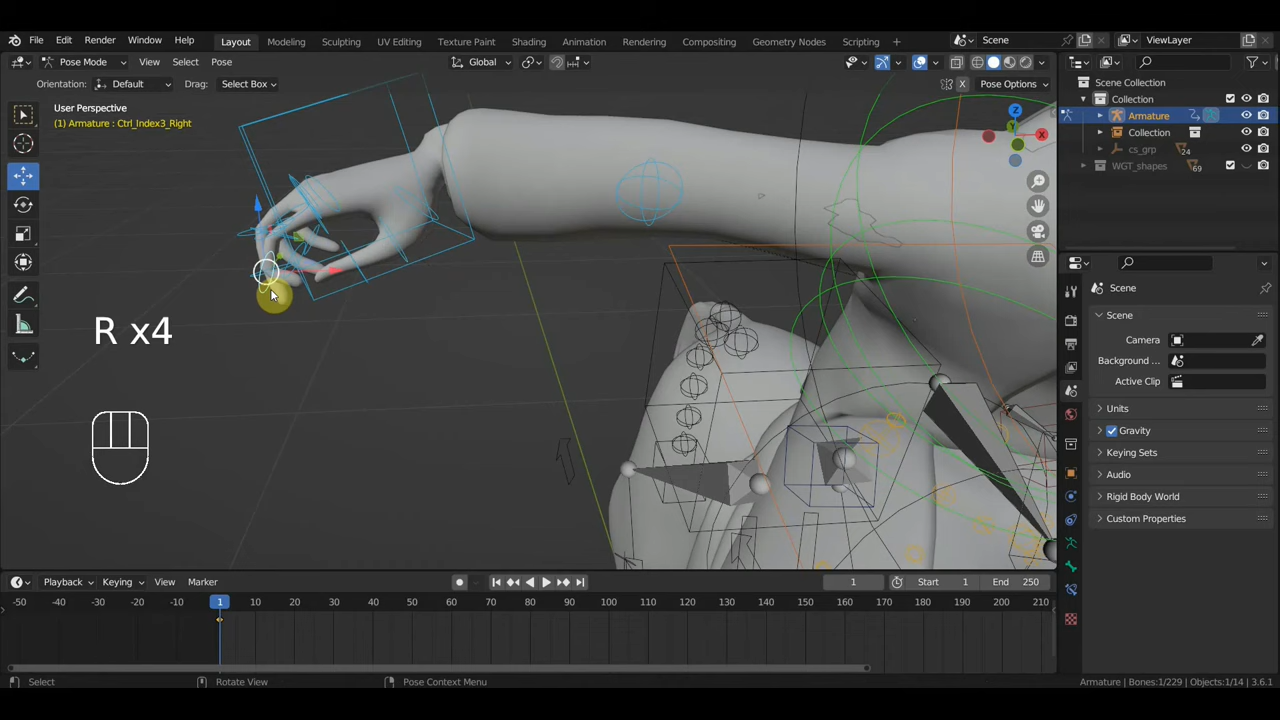 File Edit Render Window Help Layout Modeling Sculpting UV Editing Texture Paint Shading Animation Rendering Compositing Geometry Nodes Scripting + Scene ViewLayer
Pose Mode View Select Pose Global X Pose Options
Orientation: Default Drag: Select Box
User Perspective
(1) Armature : Ctrl_Index3_Right
R x4
Z
X
Scene Collection
Collection
Armature
Collection
cs_grp 24
WGT_shapes 69
Scene
Scene
Camera
Background ...
Active Clip
Units
Gravity
Keying Sets
Audio
Rigid Body World
Custom Properties
Playback Keying View Marker 1 Start 1 End 250
-50 -40 -30 -20 -10 1 10 20 30 40 50 60 70 80 90 100 110 120 130 140 150 160 170 180 190 200 210
Select Rotate View Pose Context Menu Armature | Bones:1/229 | Objects:1/14 | 3.6.1